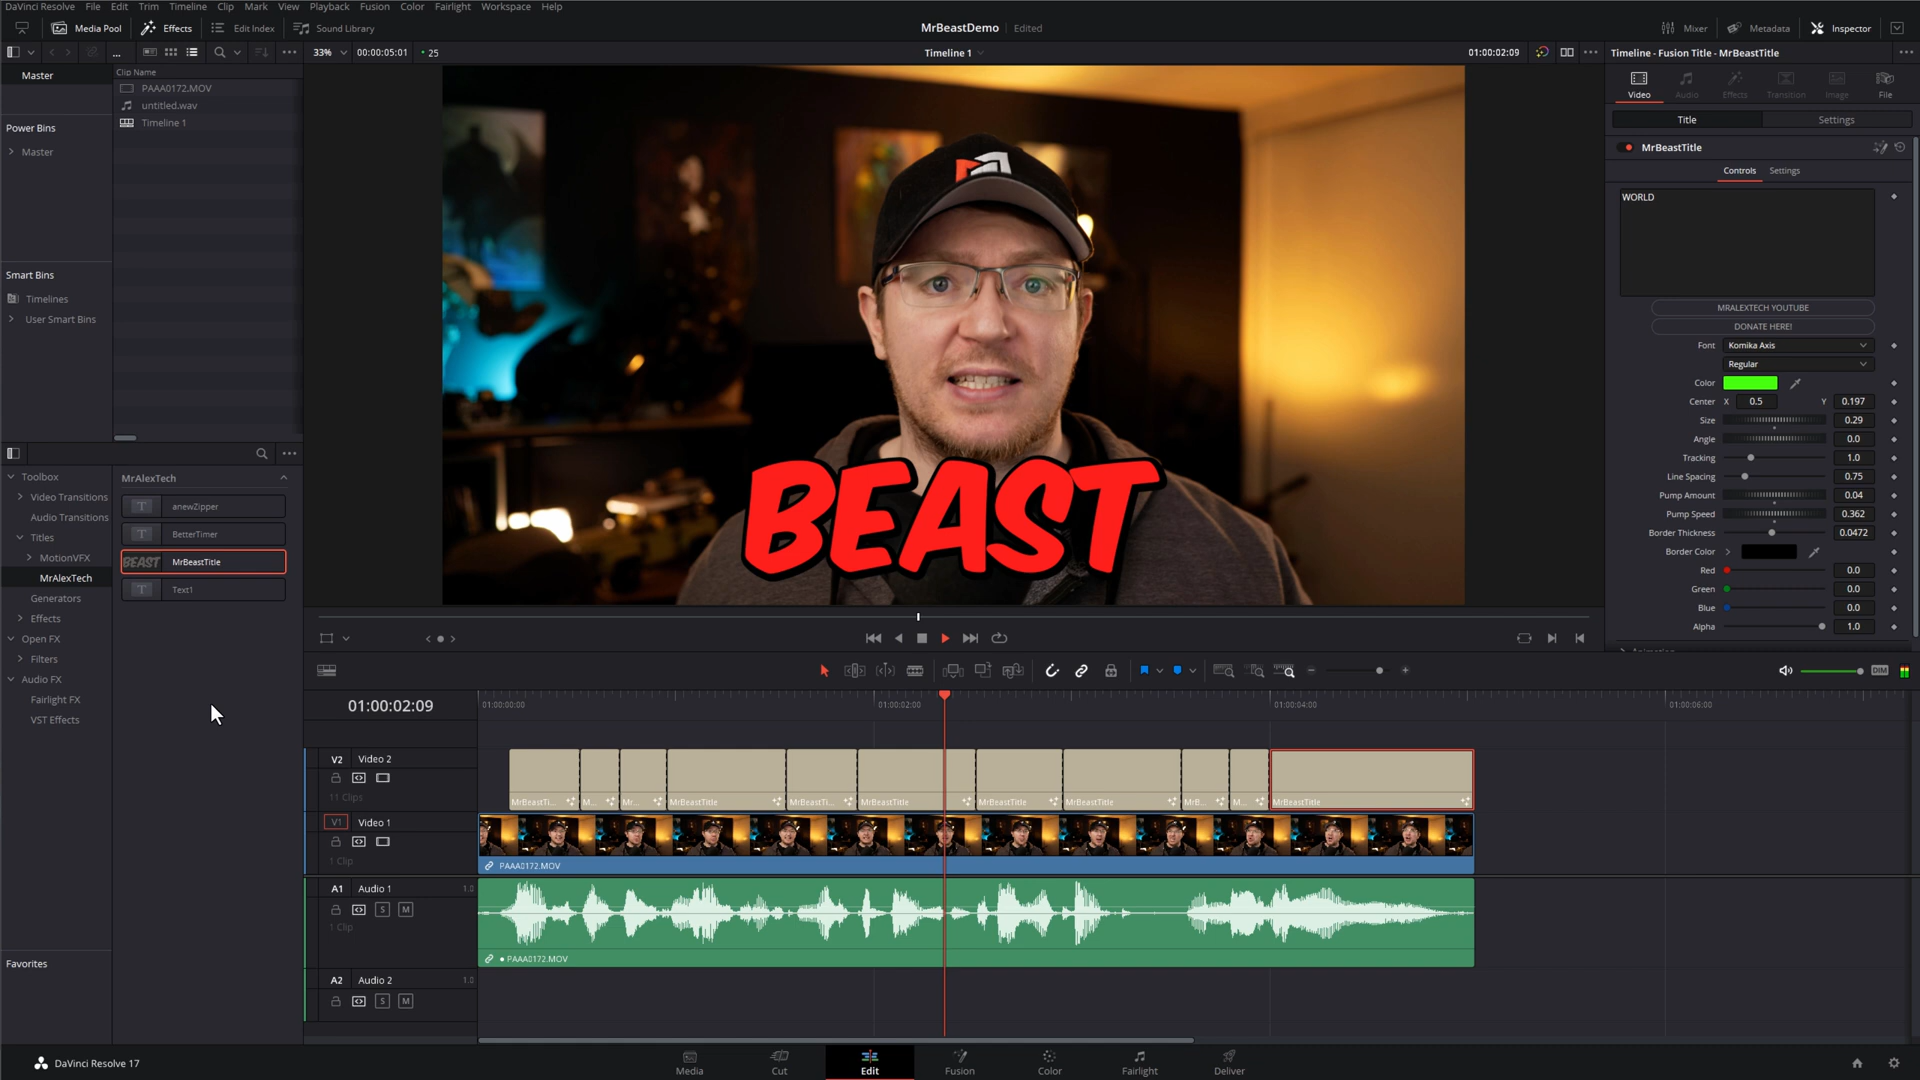 DaVinci Resolve File Edit Trim Timeline Clip Mark View Playback Fusion Color Fairlight Workspace Help
Media Pool Effects Edit Index Sound Library MrBeastDemo Edited Mixer Metadata Inspector
33% 00:00:05:01 • 25 Timeline 1 01:00:02:09 Timeline - Fusion Title - MrBeastTitle
Master
Clip Name
PAAA0172.MOV
untitled.wav
Timeline 1
Power Bins
Master
Smart Bins
Timelines
User Smart Bins
BEAST
Video Audio Effects Transition Image File
Title Settings
MrBeastTitle
Controls Settings
WORLD
MRALEXTECH YOUTUBE
DONATE HERE!
Font Komika Axis
Regular
Color
Center X 0.5 Y 0.197
Size 0.29
Angle 0.0
Tracking 1.0
Line Spacing 0.75
Pump Amount 0.04
Pump Speed 0.362
Border Thickness 0.0472
Border Color
Red 0.0
Green 0.0
Blue 0.0
Alpha 1.0
Toolbox
Video Transitions
Audio Transitions
Titles
MotionVFX
MrAlexTech
Generators
Effects
Open FX
Filters
Audio FX
Fairlight FX
VST Effects
Favorites
MrAlexTech
anewZipper
BetterTimer
BEAST MrBeastTitle
Text1
DIM
01:00:02:09 01:00:00:00 01:00:02:00 01:00:04:00 01:00:06:00
V2 Video 2
11 Clips
MrBeastTi... M... Mr... MrBeastTitle MrBeastTi... MrBeastTitle MrBeastTitle MrBeastTitle MrB... M... MrBeastTitle
V1 Video 1
1 Clip
PAAA0172.MOV
A1 Audio 1 1.0
S M
1 Clip
• PAAA0172.MOV
A2 Audio 2 1.0
S M
DaVinci Resolve 17
Media Cut Edit Fusion Color Fairlight Deliver